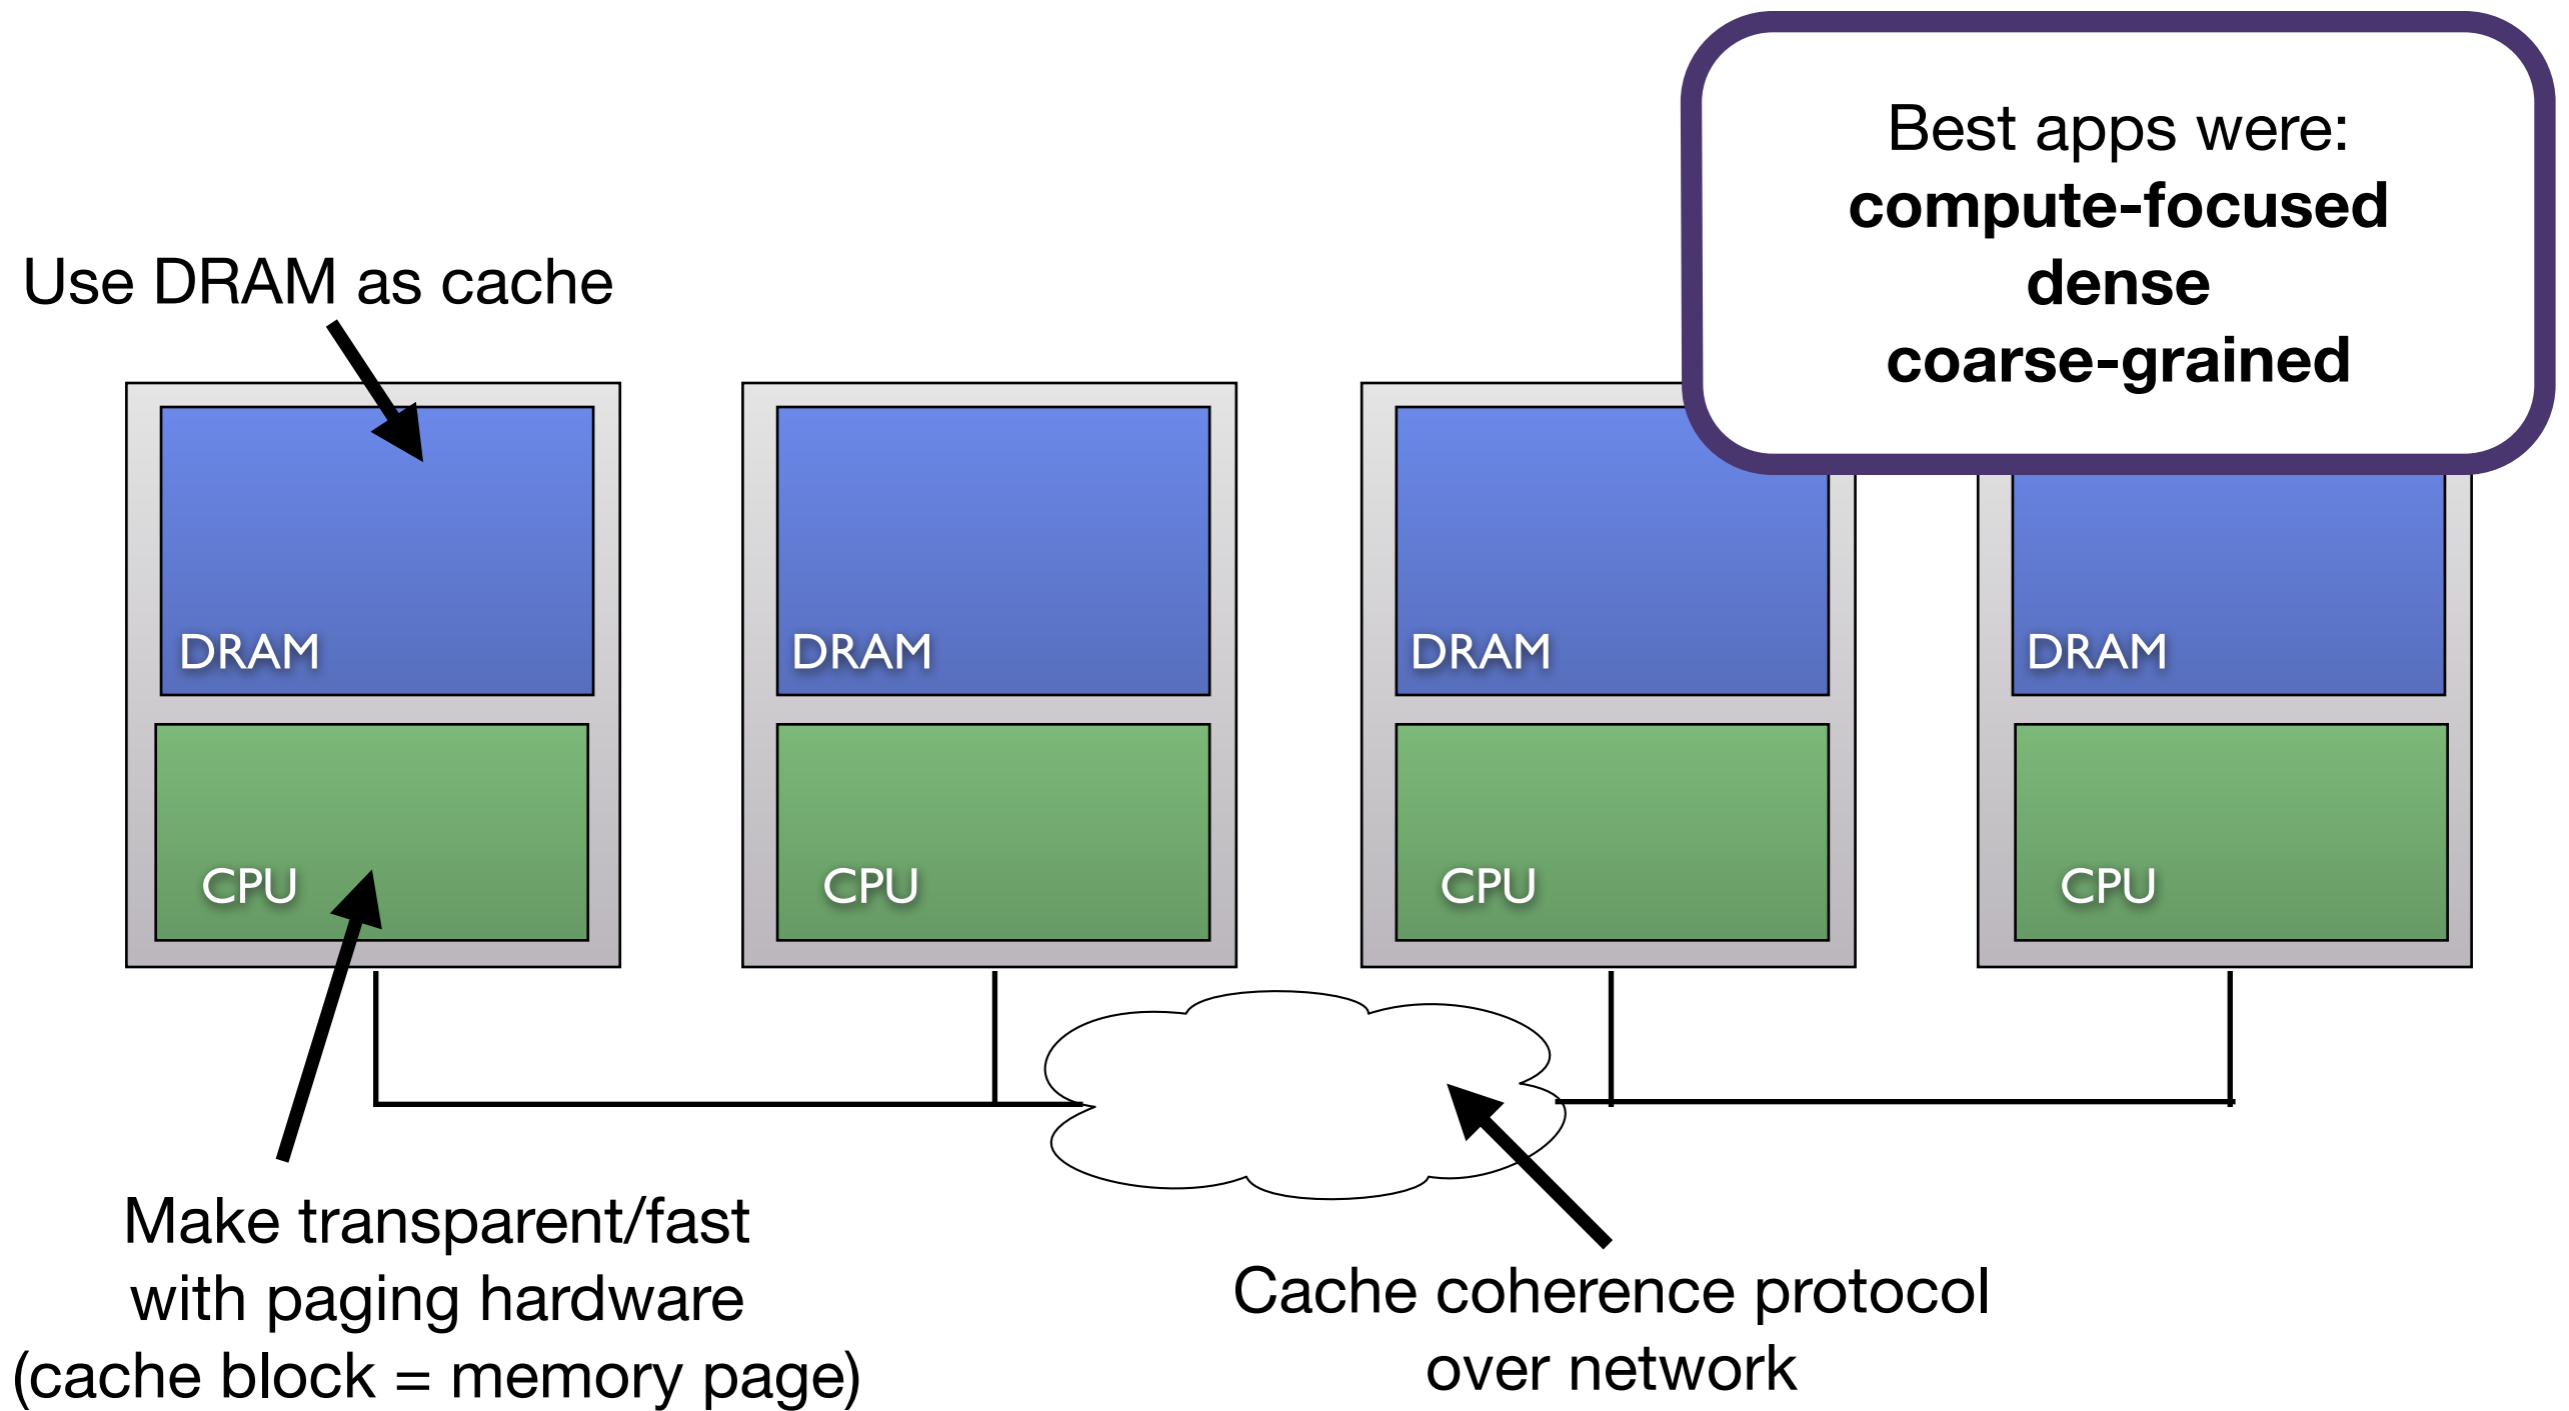 Best apps were:
compute-focused
dense
coarse-grained
Use DRAM as cache
DRAM
DRAM
DRAM
DRAM
CPU
CPU
CPU
CPU
Make transparent/fast
with paging hardware
(cache block = memory page)
Cache coherence protocol
over network